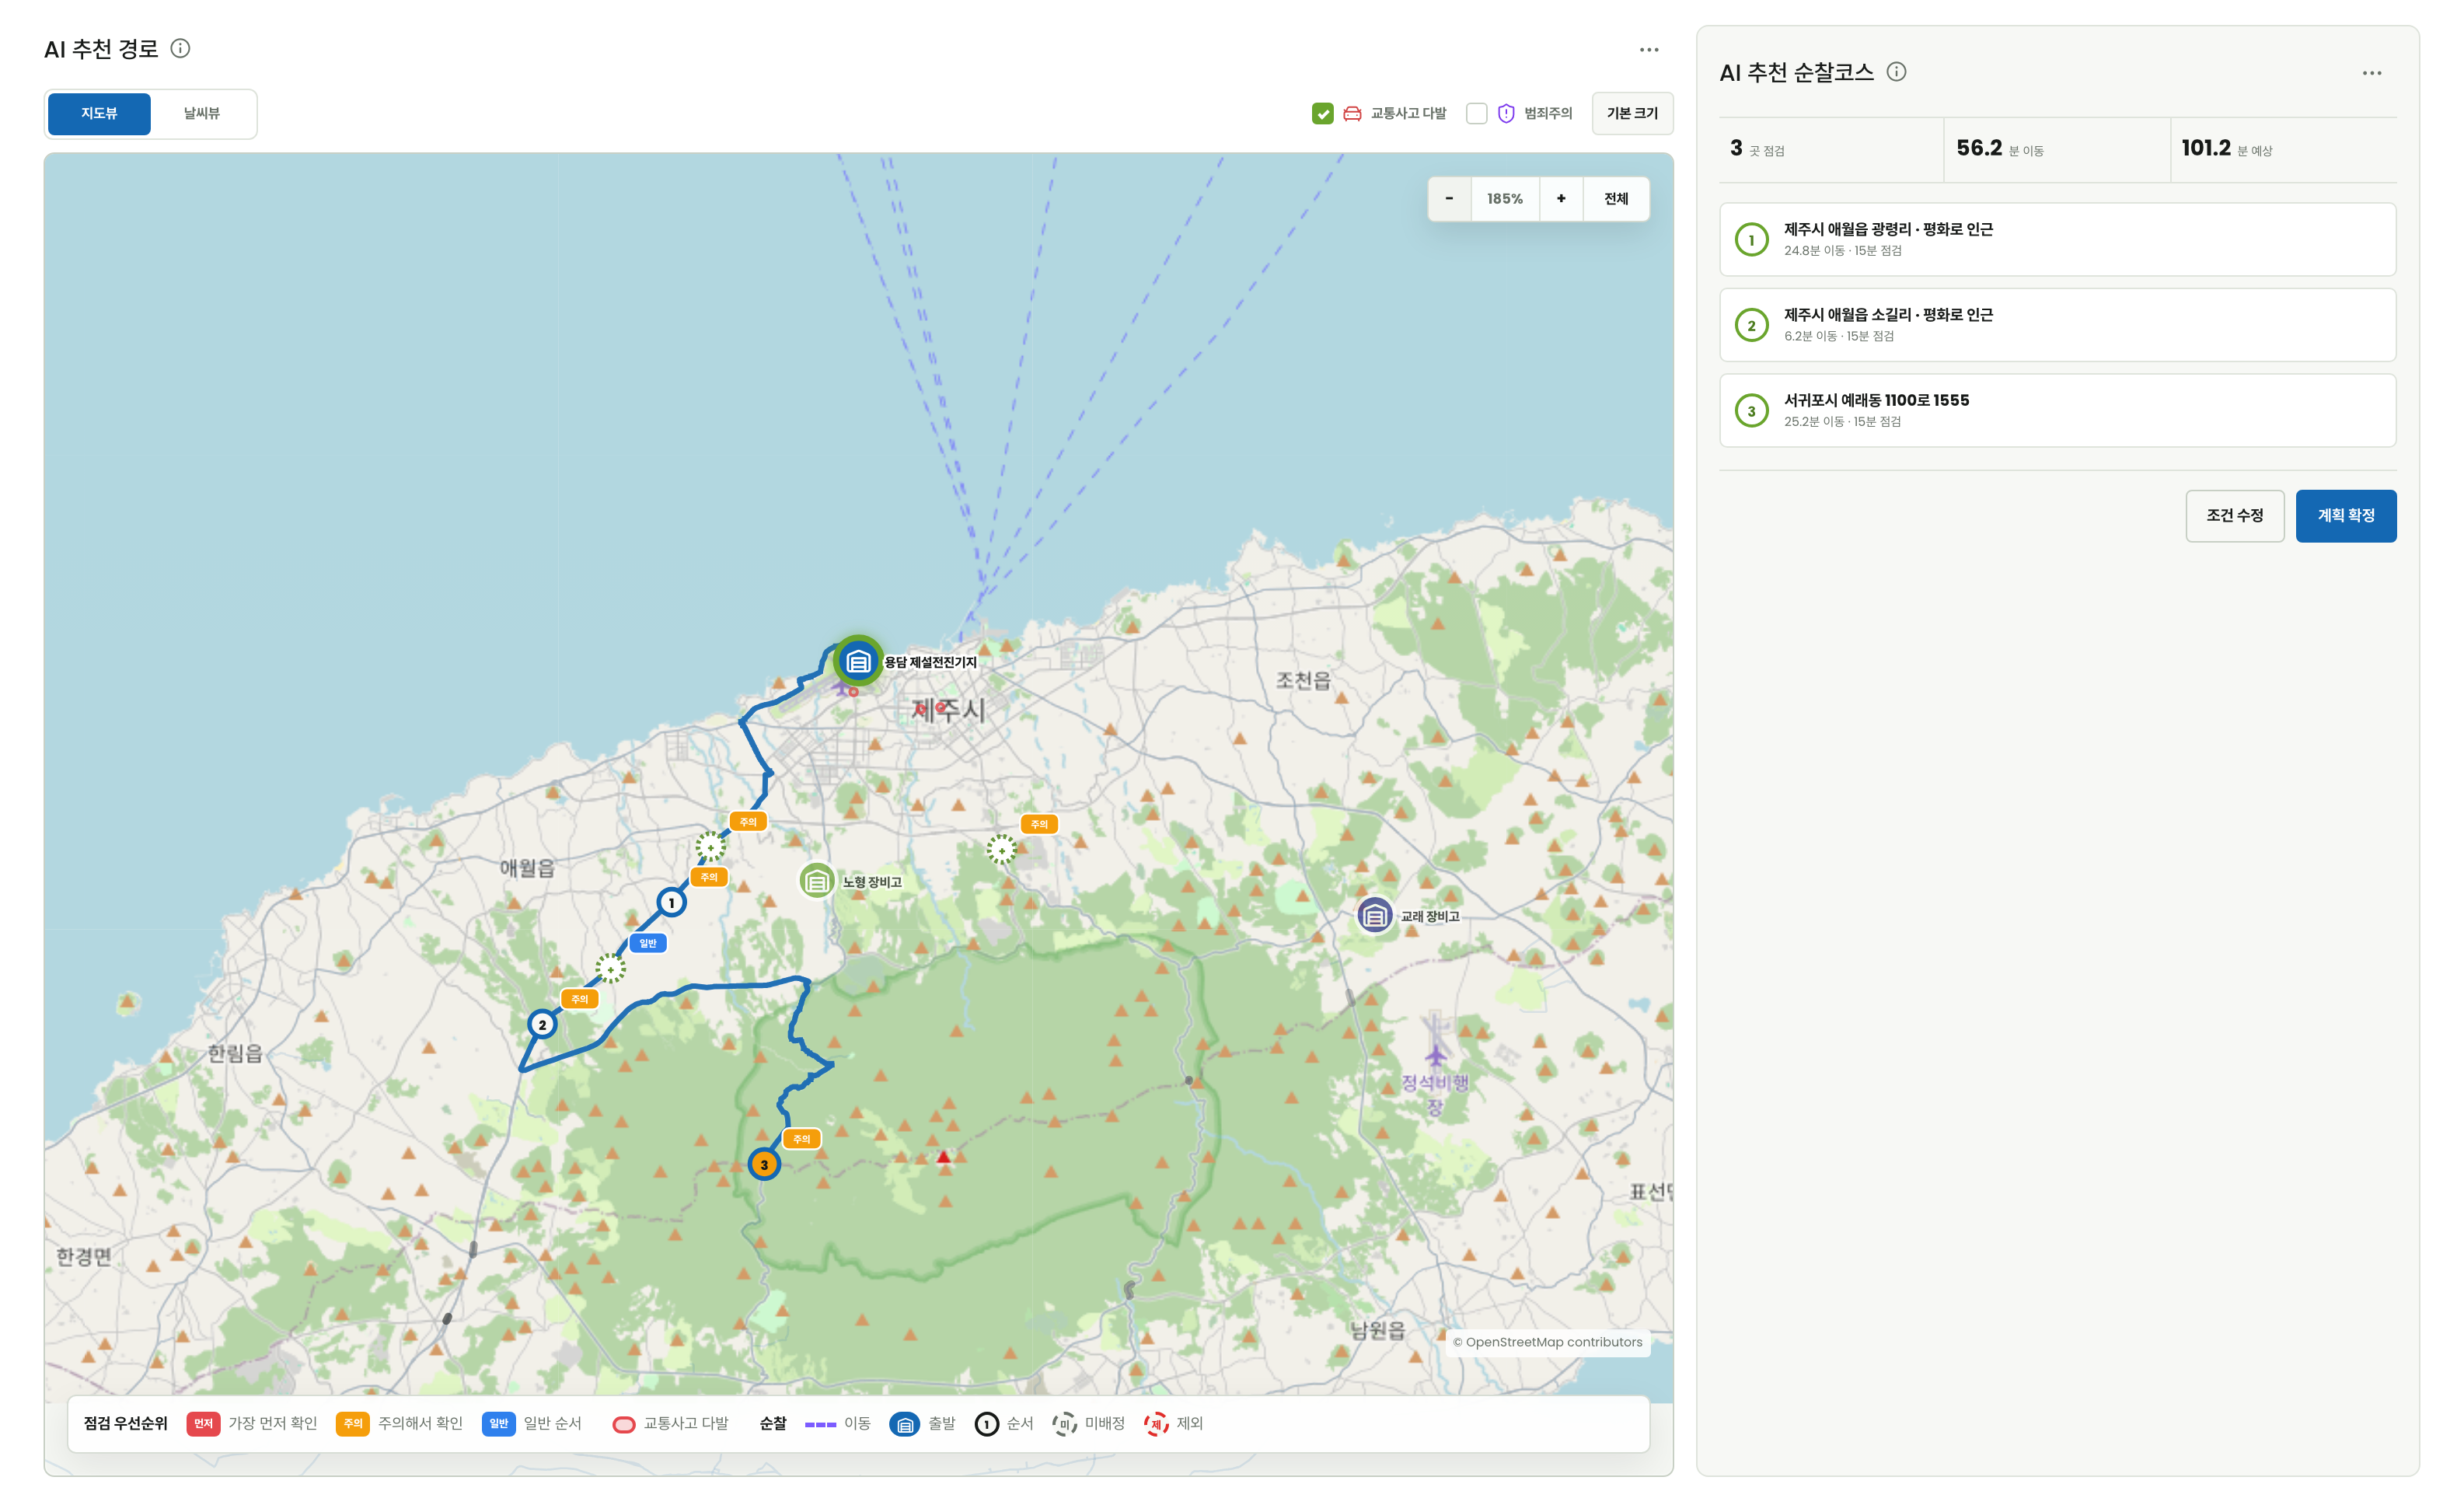 AI 추천 경로
지도뷰
날씨뷰
교통사고 다발
범죄주의
기본 크기
−
185%
+
전체
용담 제설전진기지
제주시
조천읍
주의
주의
애월읍
노형 장비고
주의
1
교래 장비고
일반
주의
2
한림읍
정석비행
장
주의
3
한경면
남원읍
© OpenStreetMap contributors
점검 우선순위
먼저 가장 먼저 확인
주의 주의해서 확인
일반 일반 순서
교통사고 다발
순찰
이동
출발
1 순서
미 미배정
제 제외
AI 추천 순찰코스
3 곳 점검
56.2 분 이동
101.2 분 예상
1
제주시 애월읍 광령리 · 평화로 인근
24.8분 이동 · 15분 점검
2
제주시 애월읍 소길리 · 평화로 인근
6.2분 이동 · 15분 점검
3
서귀포시 예래동 1100로 1555
25.2분 이동 · 15분 점검
조건 수정
계획 확정